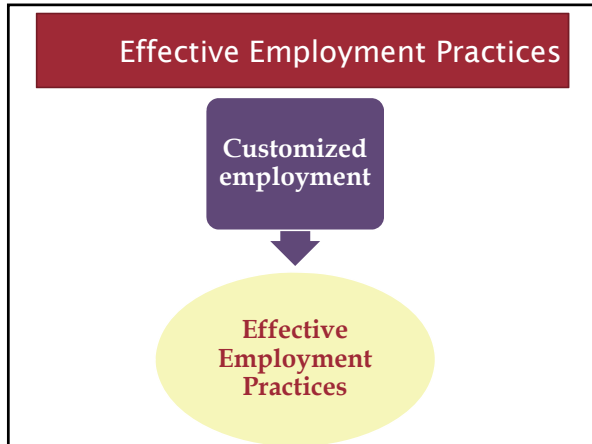 Effective Employment Practices
Customized
employment
Effective
Employment
Practices